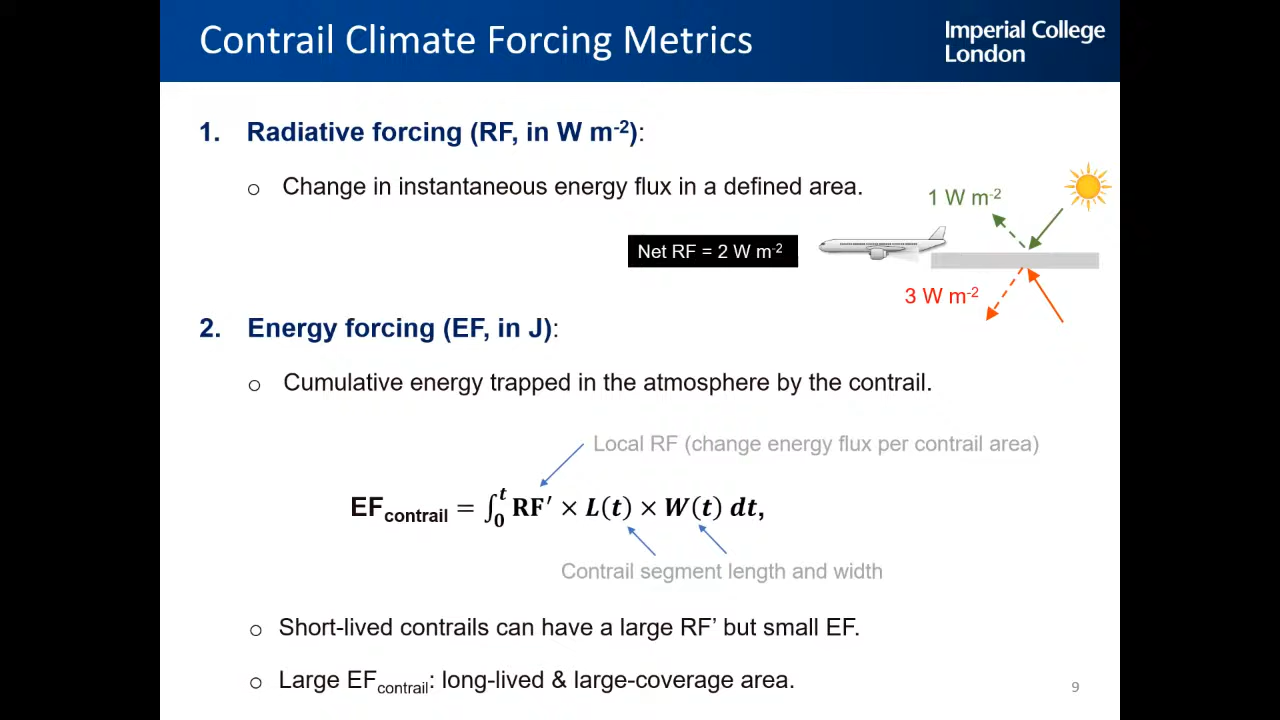 Contrail Climate Forcing Metrics
Imperial College
London
1. Radiative forcing (RF, in W m⁻²):
o Change in instantaneous energy flux in a defined area.
1 W m⁻²
Net RF = 2 W m⁻²
3 W m⁻²
2. Energy forcing (EF, in J):
o Cumulative energy trapped in the atmosphere by the contrail.
Local RF (change energy flux per contrail area)
EF_contrail = ∫₀ᵗ RF′ × L(t) × W(t) dt,
Contrail segment length and width
o Short-lived contrails can have a large RF’ but small EF.
o Large EF_contrail: long-lived & large-coverage area.
9